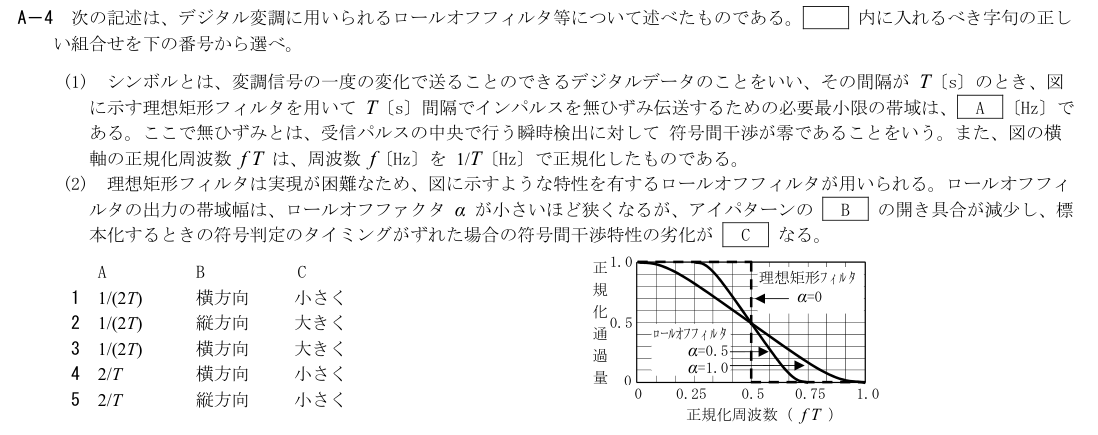 A－4 次の記述は、デジタル変調に用いられるロールオフフィルタ等について述べたものである。 内に入れるべき字句の正し
い組合せを下の番号から選べ。
(1) シンボルとは、変調信号の一度の変化で送ることのできるデジタルデータのことをいい、その間隔が T〔s〕のとき、図
に示す理想矩形フィルタを用いて T〔s〕間隔でインパルスを無ひずみ伝送するための必要最小限の帯域は、 A 〔Hz〕で
ある。ここで無ひずみとは、受信パルスの中央で行う瞬時検出に対して 符号間干渉が零であることをいう。また、図の横
軸の正規化周波数 fT は、周波数 f〔Hz〕を 1/T〔Hz〕で正規化したものである。
(2) 理想矩形フィルタは実現が困難なため、図に示すような特性を有するロールオフフィルタが用いられる。ロールオフフィ
ルタの出力の帯域幅は、ロールオフファクタ α が小さいほど狭くなるが、アイパターンの B の開き具合が減少し、標
本化するときの符号判定のタイミングがずれた場合の符号間干渉特性の劣化が C なる。
A B C
1 1/(2T) 横方向 小さく
2 1/(2T) 縦方向 大きく
3 1/(2T) 横方向 大きく
4 2/T 横方向 小さく
5 2/T 縦方向 小さく
正規化通過量
1.0
0.5
0
理想矩形フィルタ
α=0
ロールオフフィルタ
α=0.5
α=1.0
0 0.25 0.5 0.75 1.0
正規化周波数（ fT ）